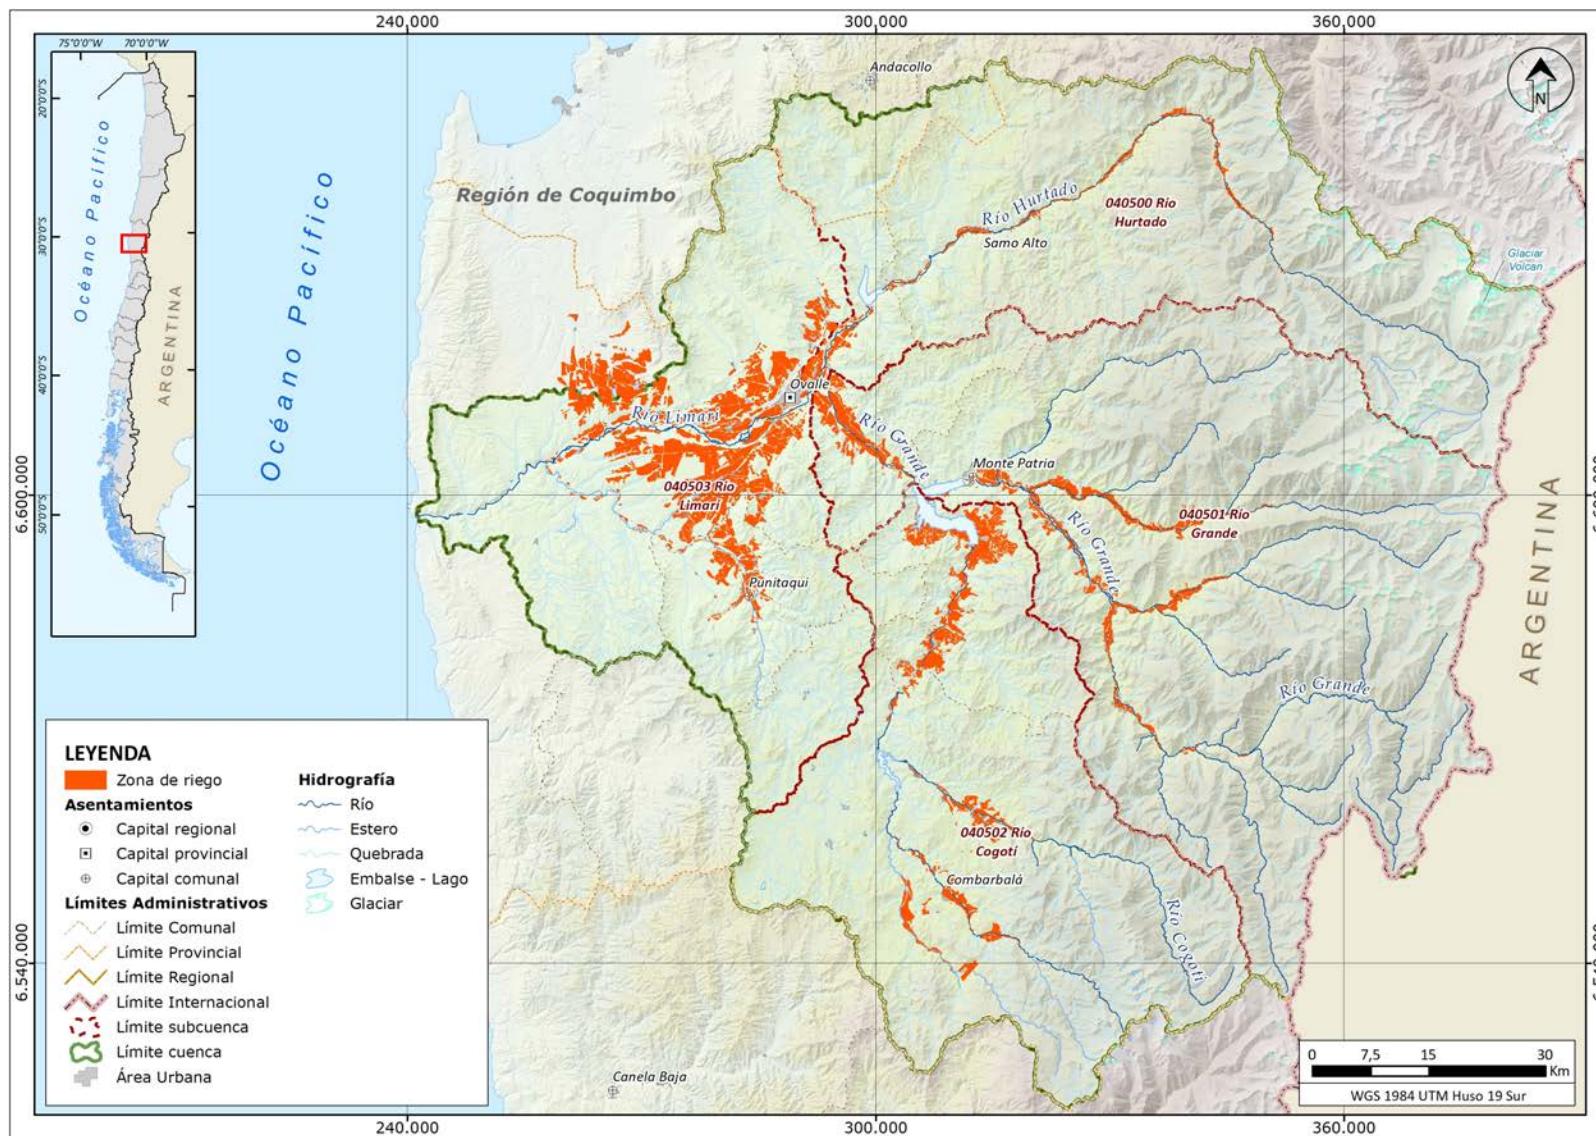 240.000
300.000
360.000
75°0'0"W
70°0'0"W
20°0'0"S
30°0'0"S
40°0'0"S
50°0'0"S
Océano Pacífico
ARGENTINA
Océano Pacífico
Región de Coquimbo
Andacollo
N
Río Hurtado
040500 Río
Hurtado
Samo Alto
Glaciar
Volcan
Ovalle
Río Limarí
Río Grande
Monte Patria
040503 Río
Limarí
040501 Río
Grande
Río Grande
Punitaqui
Río Grande
ARGENTINA
6.600.000
040502 Río
Cogotí
Combarbalá
Río Cogotí
6.540.000
Canela Baja
LEYENDA
Zona de riego
Asentamientos
Capital regional
Capital provincial
Capital comunal
Límites Administrativos
Límite Comunal
Límite Provincial
Límite Regional
Límite Internacional
Límite subcuenca
Límite cuenca
Área Urbana
Hidrografía
Río
Estero
Quebrada
Embalse - Lago
Glaciar
0 7,5 15 30
Km
WGS 1984 UTM Huso 19 Sur
240.000
300.000
360.000